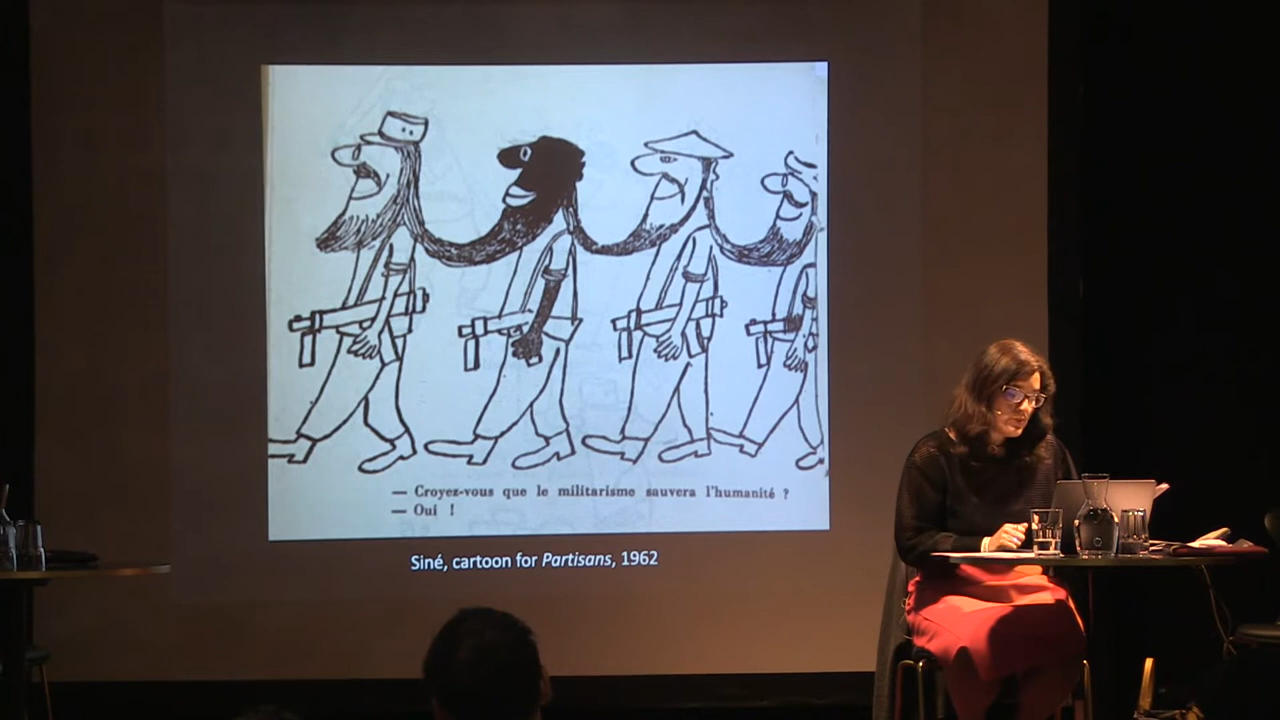 — Croyez-vous que le militarisme sauvera l'humanité ?
— Oui !
Siné, cartoon for Partisans, 1962